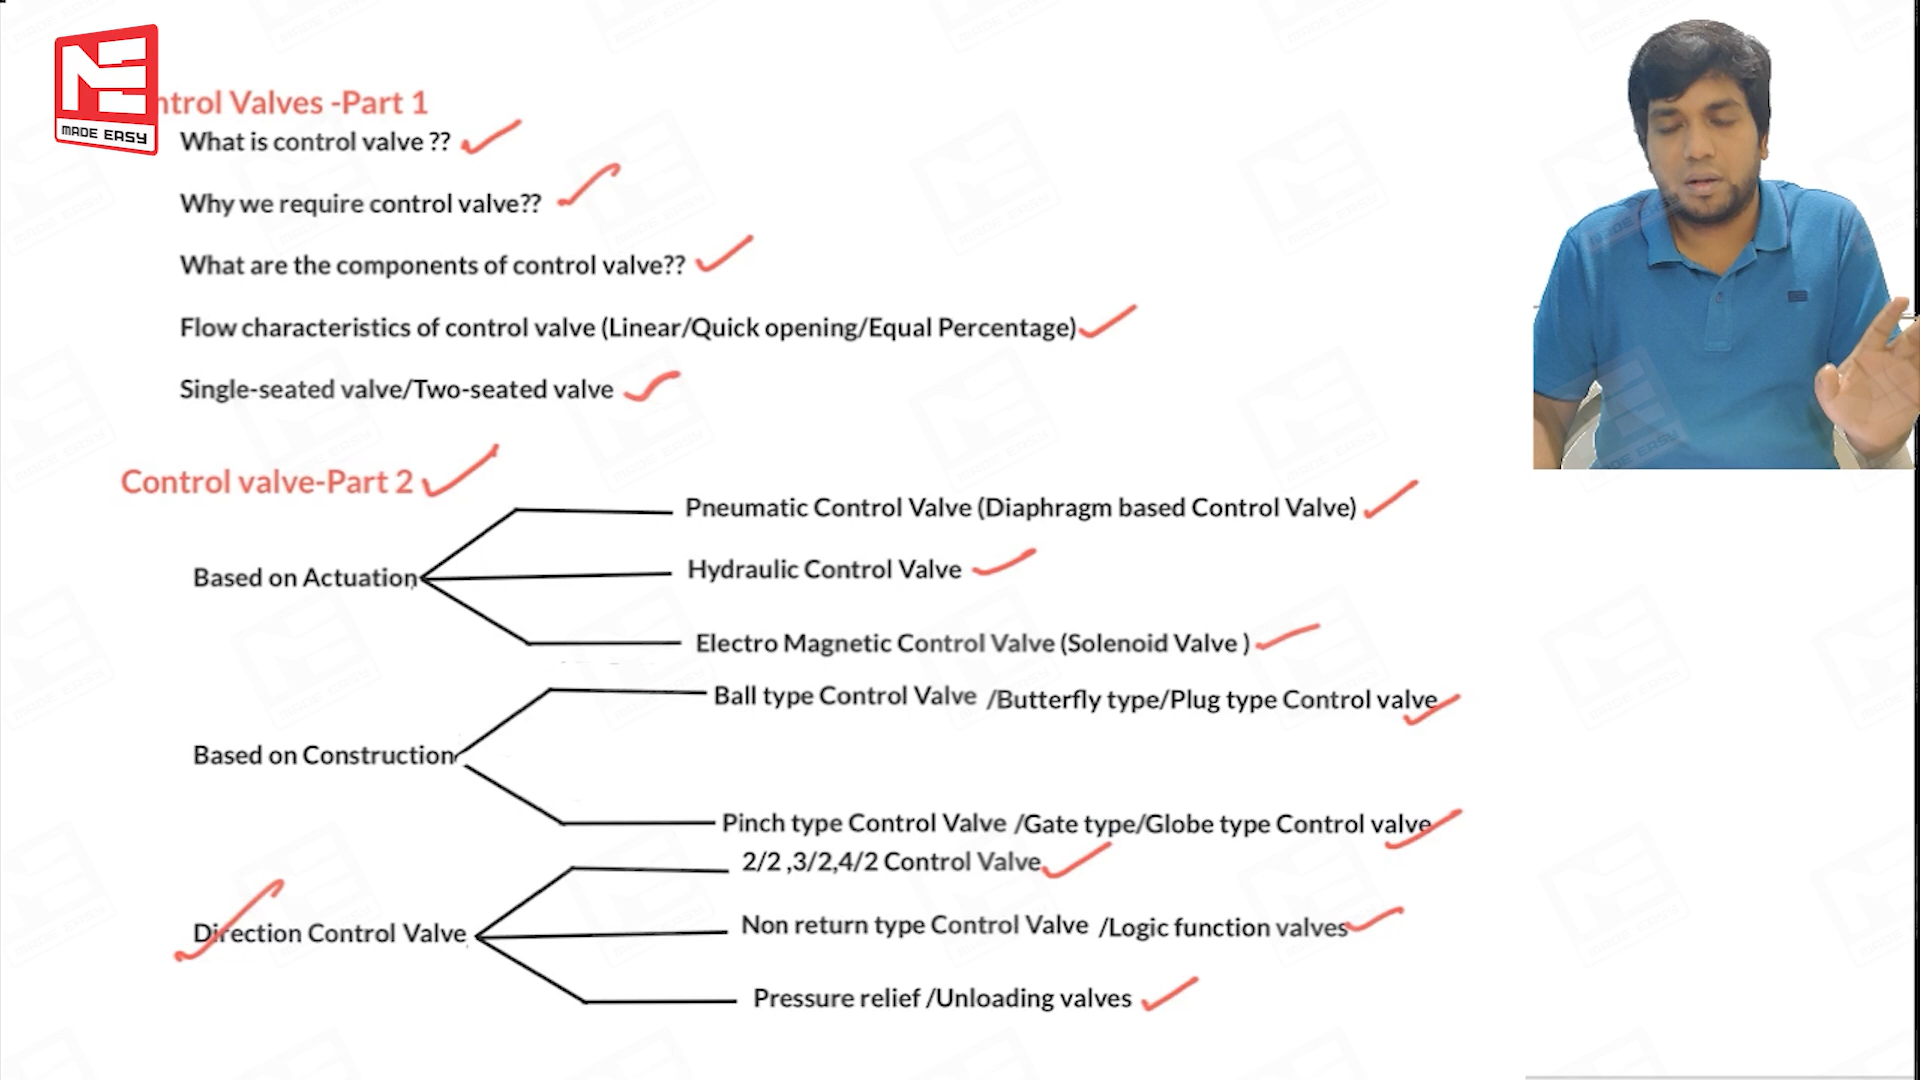 MADE EASY
ntrol Valves -Part 1
What is control valve ??
Why we require control valve??
What are the components of control valve??
Flow characteristics of control valve (Linear/Quick opening/Equal Percentage)
Single-seated valve/Two-seated valve
Control valve-Part 2
Pneumatic Control Valve (Diaphragm based Control Valve)
Based on Actuation
Hydraulic Control Valve
Electro Magnetic Control Valve (Solenoid Valve )
Ball type Control Valve /Butterfly type/Plug type Control valve
Based on Construction
Pinch type Control Valve /Gate type/Globe type Control valve
2/2 ,3/2,4/2 Control Valve
Direction Control Valve
Non return type Control Valve /Logic function valves
Pressure relief /Unloading valves